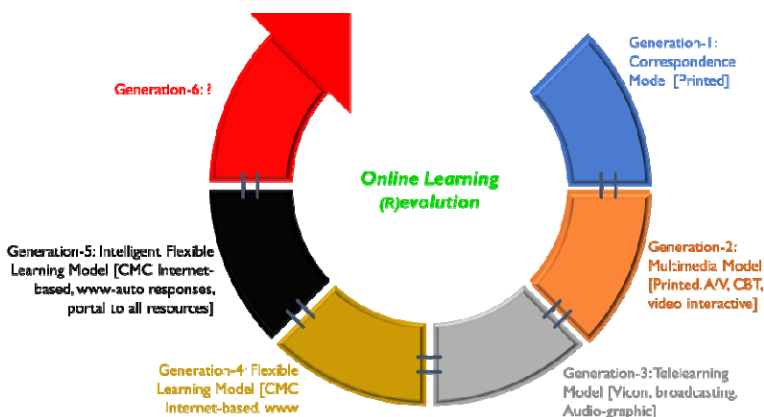 Generation-1:
Correspondence
Mode [Printed]
Generation-6: ?
Online Learning
(R)evolution
Generation-2:
Multimedia Model
[Printed. A/V, CBT,
video interactive]
Generation-5: Intelligent Flexible
Learning Model [CMC Internet-
based, www-auto responses,
portal to all resources]
Generation-4: Flexible
Learning Model [CMC
Internet-based. www
Generation-3: Telelearning
Model [Vicon, broadcasting,
Audio-graphic]